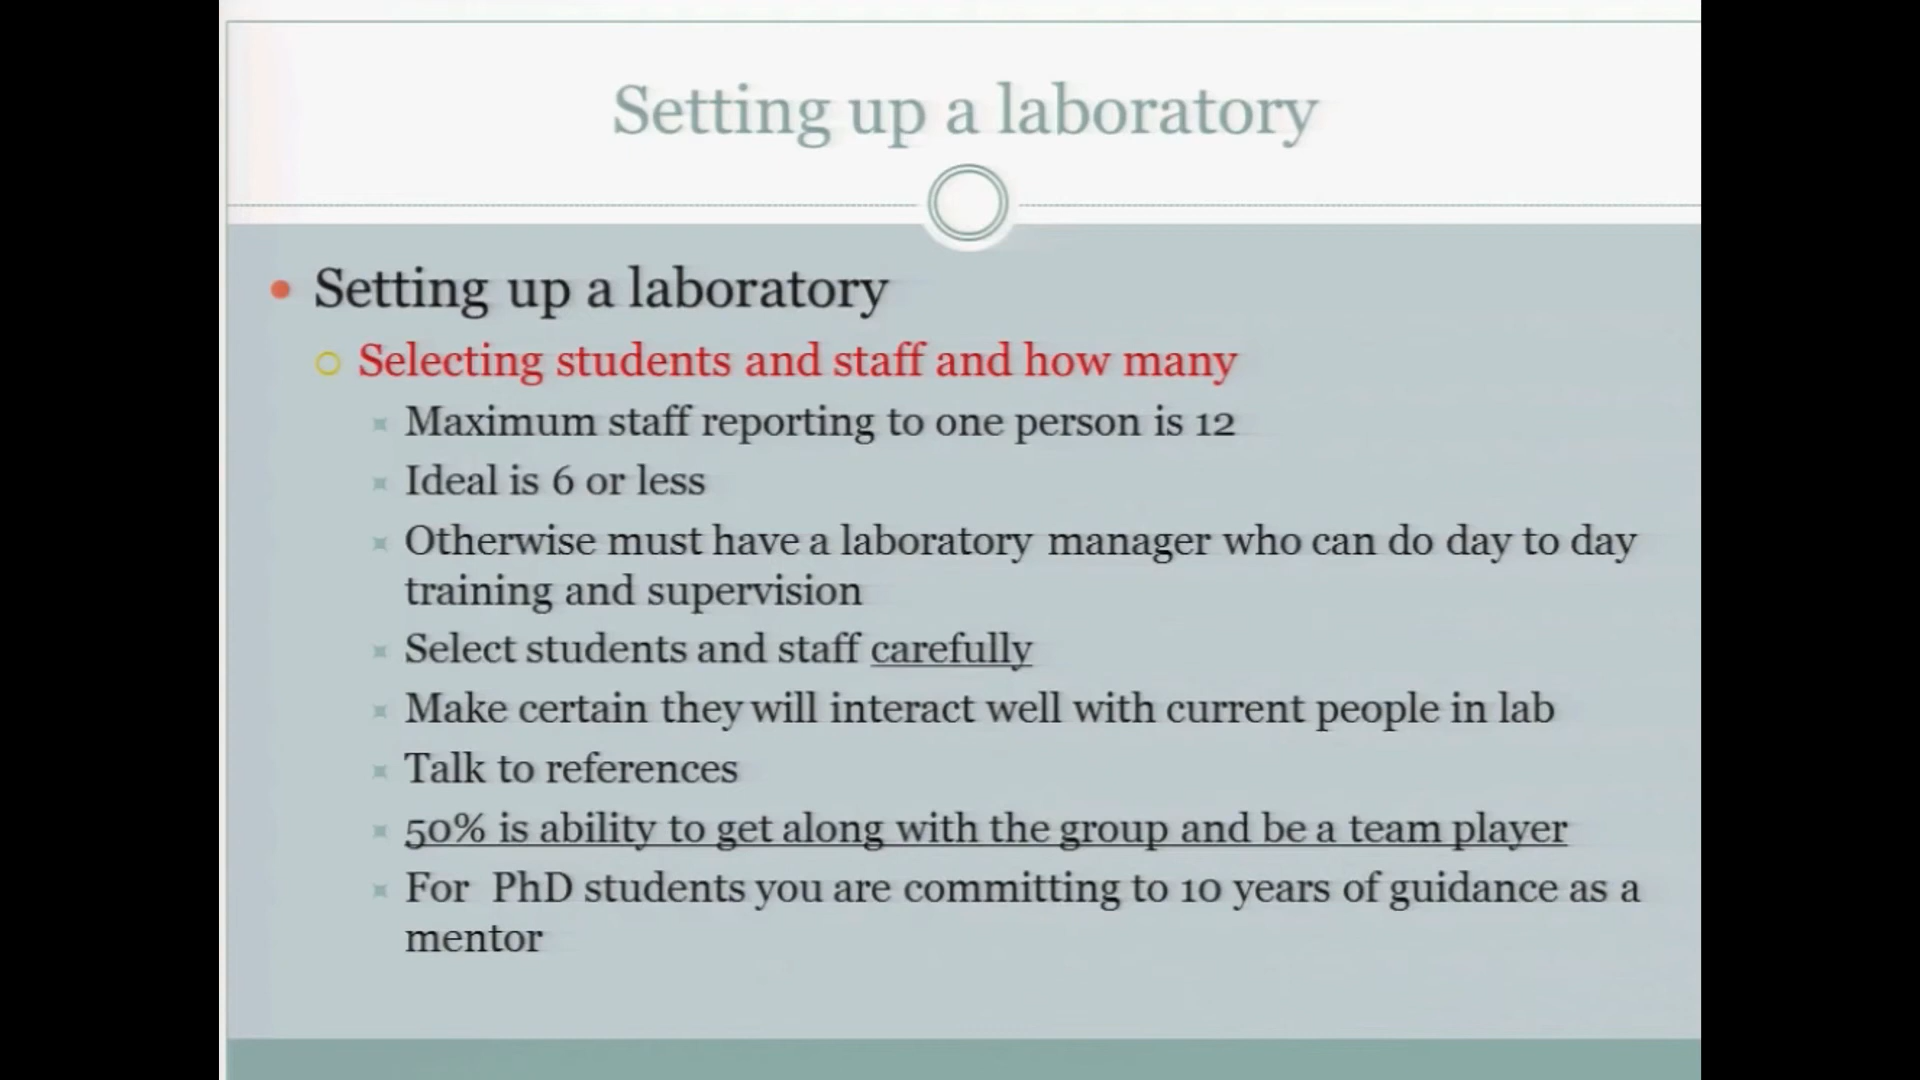 Setting up a laboratory
Setting up a laboratory
Selecting students and staff and how many
Maximum staff reporting to one person is 12
Ideal is 6 or less
Otherwise must have a laboratory manager who can do day to day
training and supervision
Select students and staff carefully
Make certain they will interact well with current people in lab
Talk to references
50% is ability to get along with the group and be a team player
For PhD students you are committing to 10 years of guidance as a
mentor